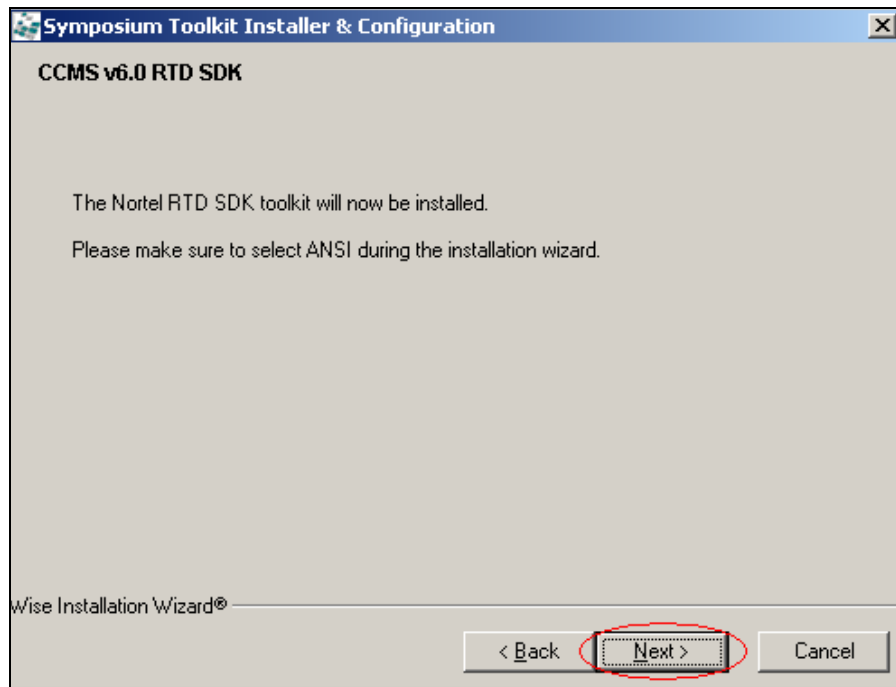 Symposium Toolkit Installer & Configuration
CCMS v6.0 RTD SDK
The Nortel RTD SDK toolkit will now be installed.
Please make sure to select ANSI during the installation wizard.
Wise Installation Wizard®
< Back Next > Cancel